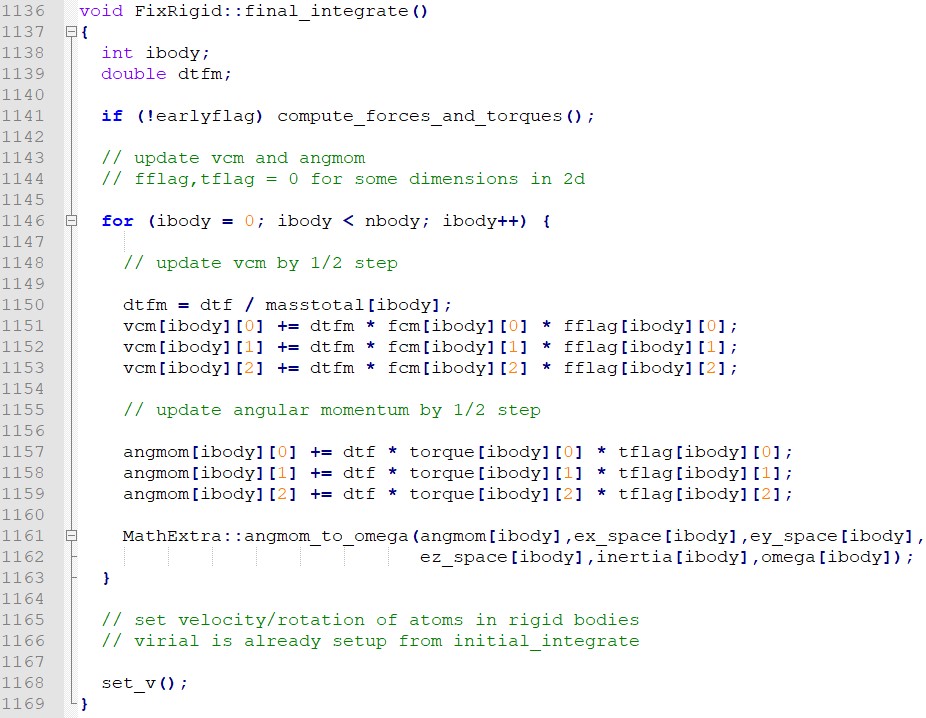 1136 void FixRigid::final_integrate()
1137 {
1138   int ibody;
1139   double dtfm;
1140
1141   if (!earlyflag) compute_forces_and_torques();
1142
1143   // update vcm and angmom
1144   // fflag,tflag = 0 for some dimensions in 2d
1145
1146   for (ibody = 0; ibody < nbody; ibody++) {
1147
1148     // update vcm by 1/2 step
1149
1150     dtfm = dtf / masstotal[ibody];
1151     vcm[ibody][0] += dtfm * fcm[ibody][0] * fflag[ibody][0];
1152     vcm[ibody][1] += dtfm * fcm[ibody][1] * fflag[ibody][1];
1153     vcm[ibody][2] += dtfm * fcm[ibody][2] * fflag[ibody][2];
1154
1155     // update angular momentum by 1/2 step
1156
1157     angmom[ibody][0] += dtf * torque[ibody][0] * tflag[ibody][0];
1158     angmom[ibody][1] += dtf * torque[ibody][1] * tflag[ibody][1];
1159     angmom[ibody][2] += dtf * torque[ibody][2] * tflag[ibody][2];
1160
1161     MathExtra::angmom_to_omega(angmom[ibody],ex_space[ibody],ey_space[ibody],
1162                                ez_space[ibody],inertia[ibody],omega[ibody]);
1163   }
1164
1165   // set velocity/rotation of atoms in rigid bodies
1166   // virial is already setup from initial_integrate
1167
1168   set_v();
1169 }